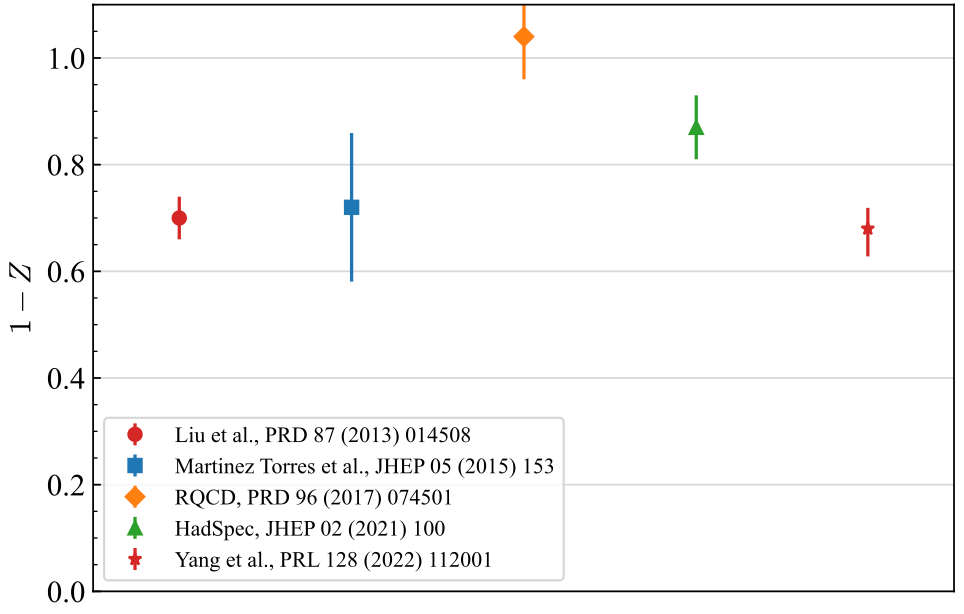 1.0
0.8
0.6
0.4
0.2
0.0
1 − Z
Liu et al., PRD 87 (2013) 014508
Martinez Torres et al., JHEP 05 (2015) 153
RQCD, PRD 96 (2017) 074501
HadSpec, JHEP 02 (2021) 100
Yang et al., PRL 128 (2022) 112001